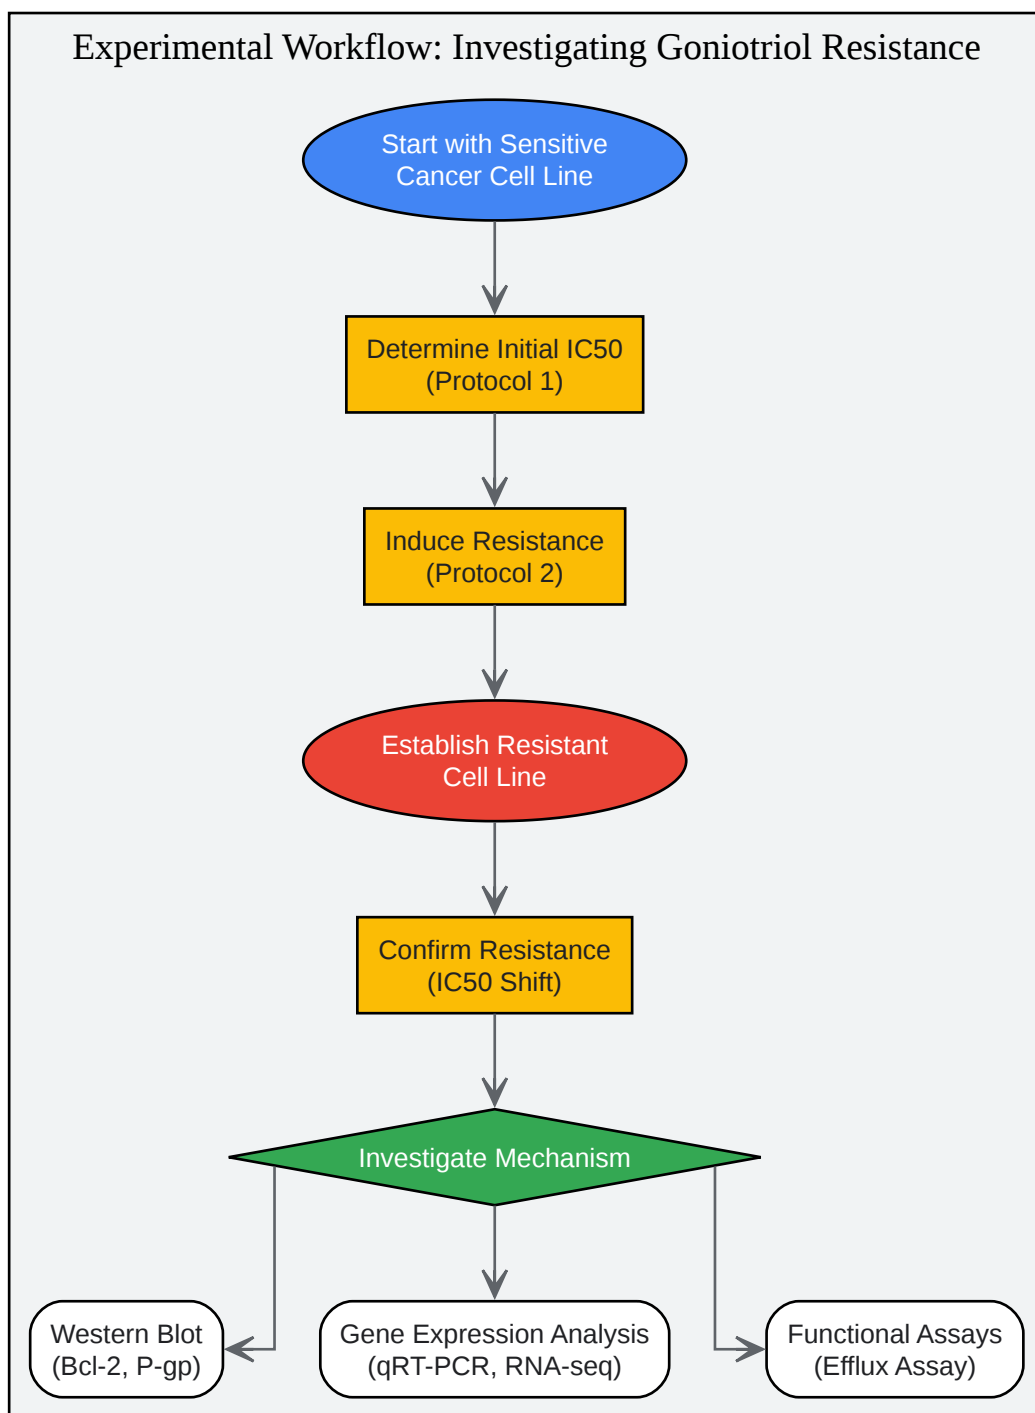 Experimental Workflow: Investigating Goniotriol Resistance
Start with Sensitive
Cancer Cell Line
Determine Initial IC50
(Protocol 1)
Induce Resistance
(Protocol 2)
Establish Resistant
Cell Line
Confirm Resistance
(IC50 Shift)
Investigate Mechanism
Western Blot
(Bcl-2, P-gp)
Gene Expression Analysis
(qRT-PCR, RNA-seq)
Functional Assays
(Efflux Assay)